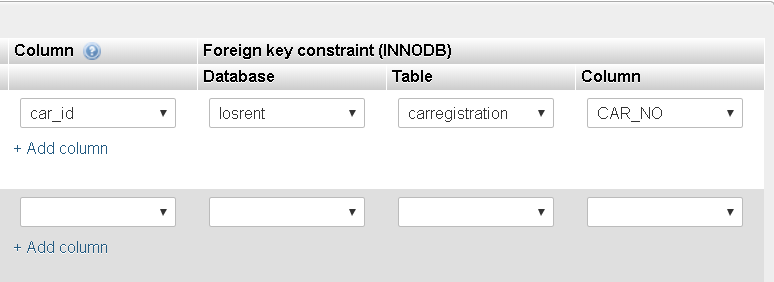 Column Foreign key constraint (INNODB)
Database Table Column
car_id losrent carregistration CAR_NO
+ Add column
+ Add column